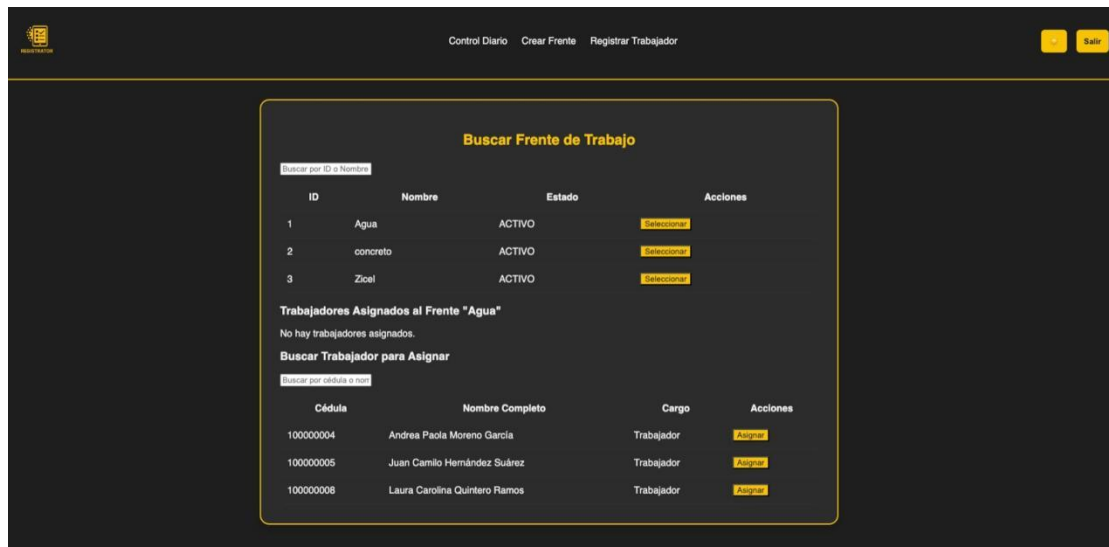 REGISTRATOR
Control Diario Crear Frente Registrar Trabajador
Salir
Buscar Frente de Trabajo
Buscar por ID o Nombre
ID Nombre Estado Acciones
1 Agua ACTIVO Seleccionar
2 concreto ACTIVO Seleccionar
3 Zicel ACTIVO Seleccionar
Trabajadores Asignados al Frente "Agua"
No hay trabajadores asignados.
Buscar Trabajador para Asignar
Buscar por cédula o nom
Cédula Nombre Completo Cargo Acciones
100000004 Andrea Paola Moreno García Trabajador Asignar
100000005 Juan Camilo Hernández Suárez Trabajador Asignar
100000006 Laura Carolina Quintero Ramos Trabajador Asignar